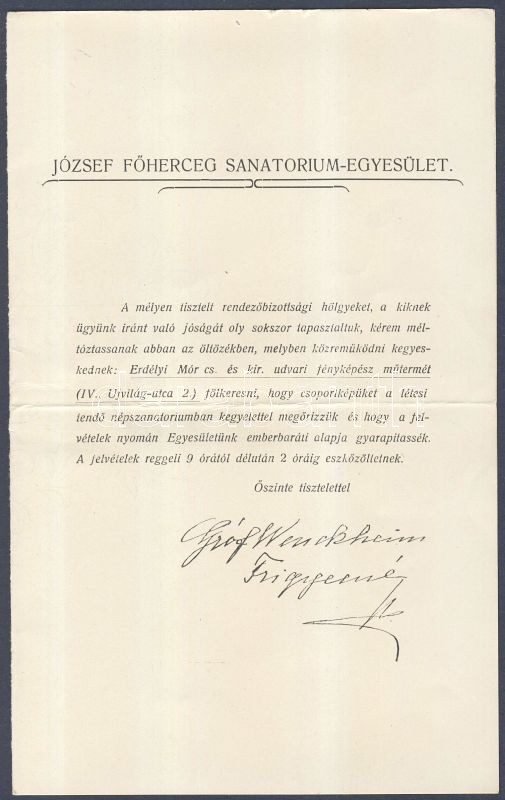 JÓZSEF FŐHERCEG SANATORIUM-EGYESÜLET.
A mélyen tisztelt rendezőbizottsági hölgyeket, a kiknek
ügyünk iránt való jóságát oly sokszor tapasztaltuk, kérem mél-
tóztassanak abban az öltözékben, melyben közreműködni kegyes-
kednek: Erdélyi Mór cs. és kir. udvari fényképész műtermét
(IV., Ujvilág-utca 2.) fölkeresni, hogy csoportképüket a létesi-
tendő népszanatoriumban kegyelettel megőrizzük és hogy a fel-
vételek nyomán Egyesületünk emberbaráti alapja gyarapitassék.
A felvételek reggeli 9 órától délután 2 óráig eszközöltetnek.
Őszinte tisztelettel
Gróf Wenckheim
Frigyesné